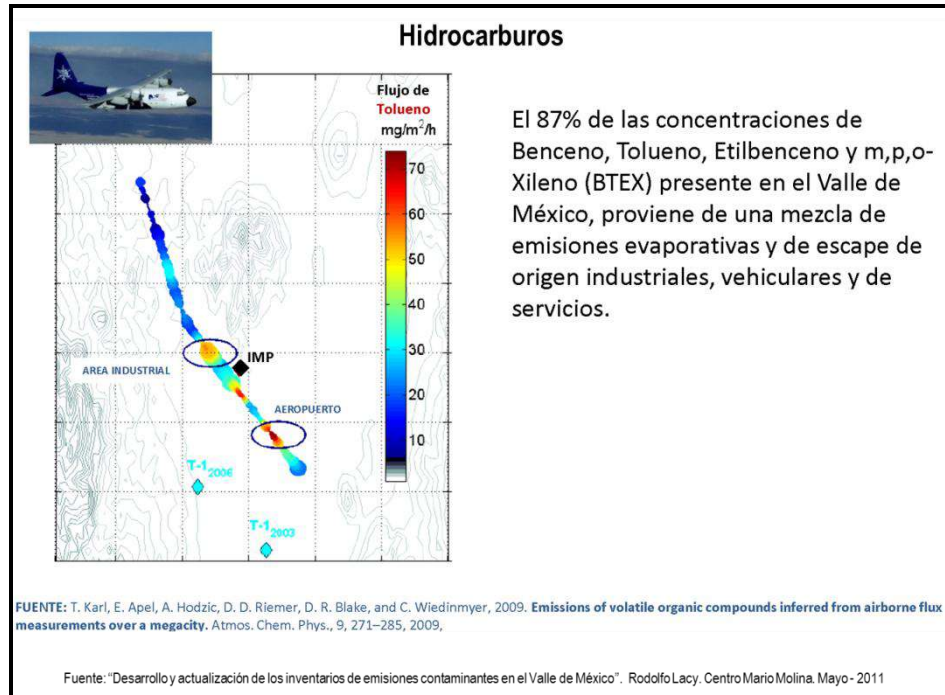 Hidrocarburos
Flujo de
Tolueno
mg/m²/h
70
60
50
40
30
20
10
IMP
AREA INDUSTRIAL
AEROPUERTO
T-1₂₀₀₆
T-1₂₀₀₃
El 87% de las concentraciones de
Benceno, Tolueno, Etilbenceno y m,p,o-
Xileno (BTEX) presente en el Valle de
México, proviene de una mezcla de
emisiones evaporativas y de escape de
origen industriales, vehiculares y de
servicios.
FUENTE: T. Karl, E. Apel, A. Hodzic, D. D. Riemer, D. R. Blake, and C. Wiedinmyer, 2009. Emissions of volatile organic compounds inferred from airborne flux
measurements over a megacity. Atmos. Chem. Phys., 9, 271–285, 2009,
Fuente: “Desarrollo y actualización de los inventarios de emisiones contaminantes en el Valle de México”. Rodolfo Lacy. Centro Mario Molina. Mayo - 2011